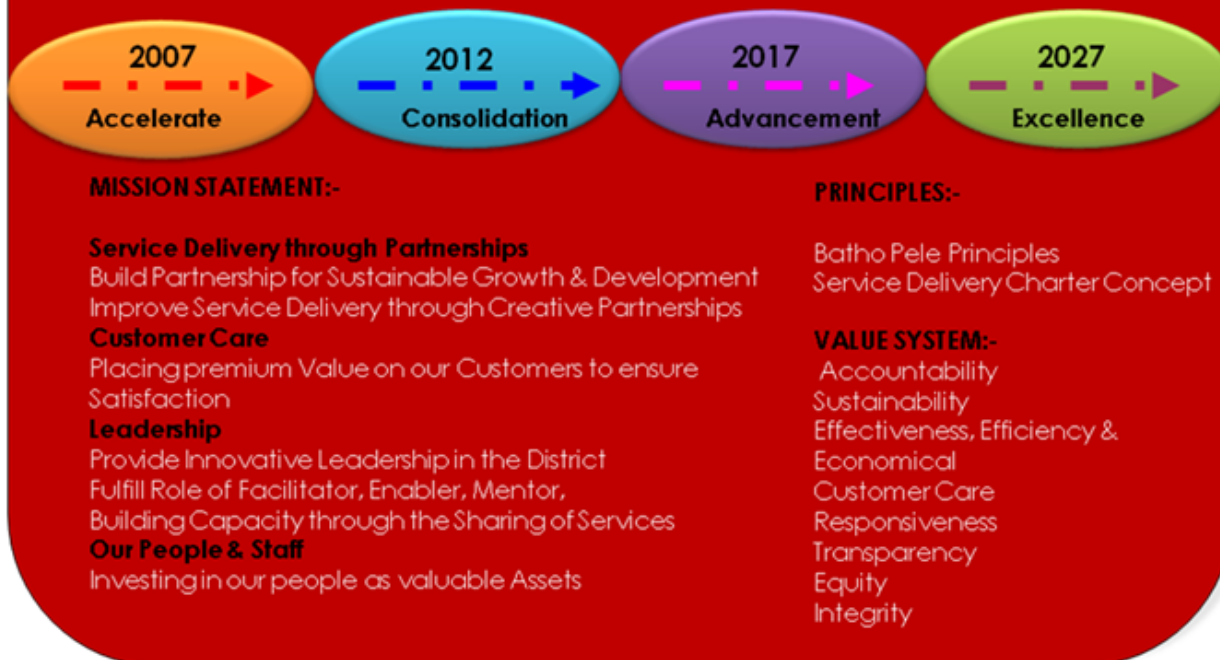 2007
Accelerate
2012
Consolidation
2017
Advancement
2027
Excellence
MISSION STATEMENT:-
Service Delivery through Partnerships
Build Partnership for Sustainable Growth & Development
Improve Service Delivery through Creative Partnerships
Customer Care
Placing premium Value on our Customers to ensure
Satisfaction
Leadership
Provide Innovative Leadership in the District
Fulfill Role of Facilitator, Enabler, Mentor,
Building Capacity through the Sharing of Services
Our People & Staff
Investing in our people as valuable Assets
PRINCIPLES:-
Batho Pele Principles
Service Delivery Charter Concept
VALUE SYSTEM:-
Accountability
Sustainability
Effectiveness, Efficiency &
Economical
Customer Care
Responsiveness
Transparency
Equity
Integrity